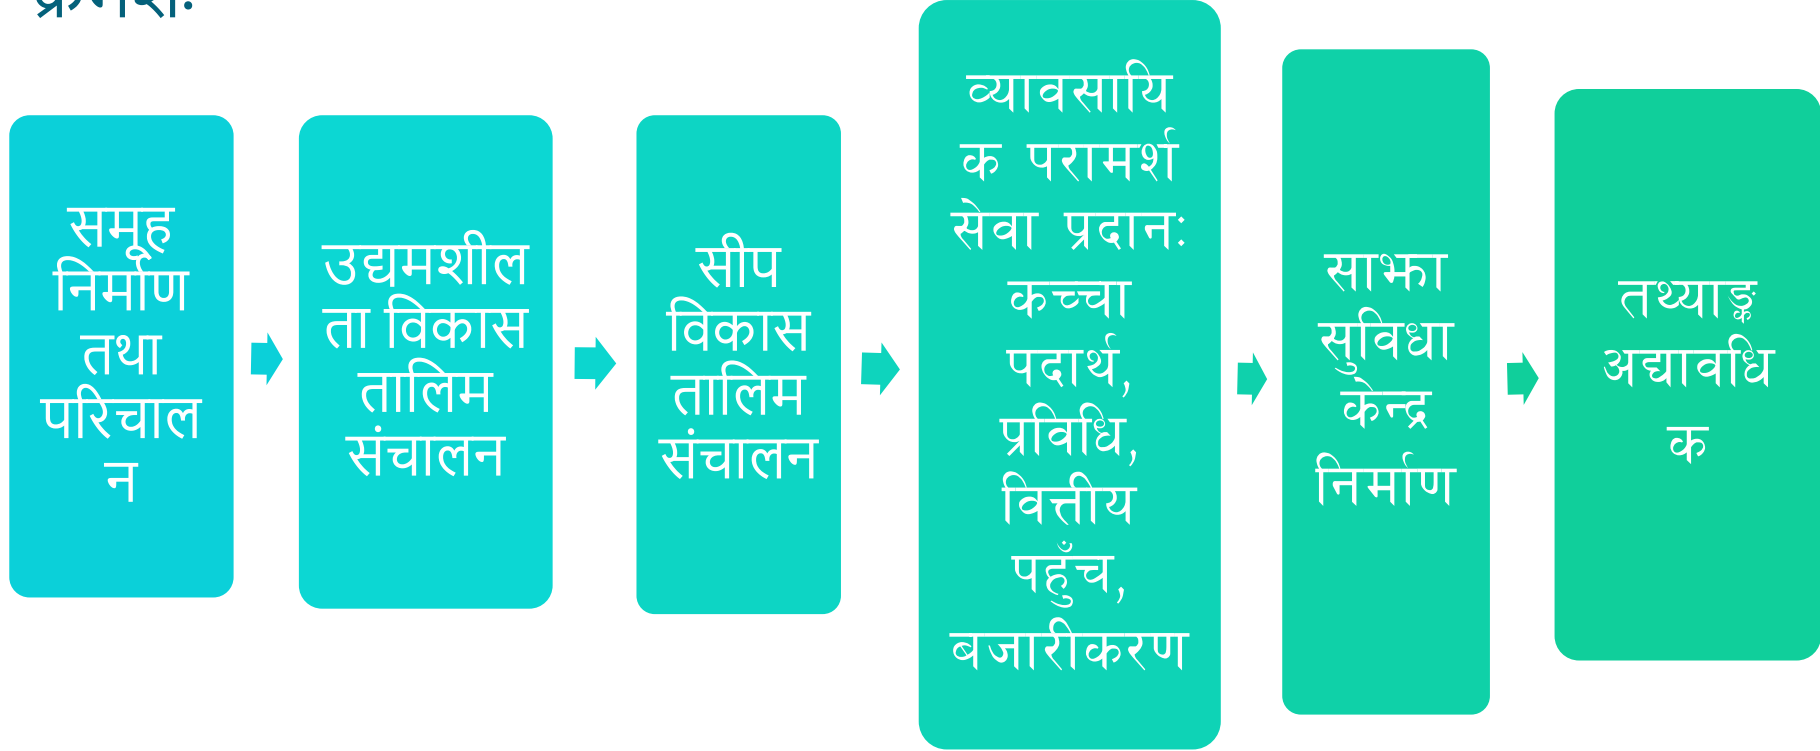 क्रमशः
समूह
निर्माण
तथा
परिचाल
न
उद्यमशील
ता विकास
तालिम
संचालन
सीप
विकास
तालिम
संचालन
व्यावसायि
क परामर्श
सेवा प्रदानः
कच्चा
पदार्थ,
प्रविधि,
वित्तीय
पहुँच,
बजारीकरण
साझा
सुविधा
केन्द्र
निर्माण
तथ्याङ्क
अद्यावधि
क